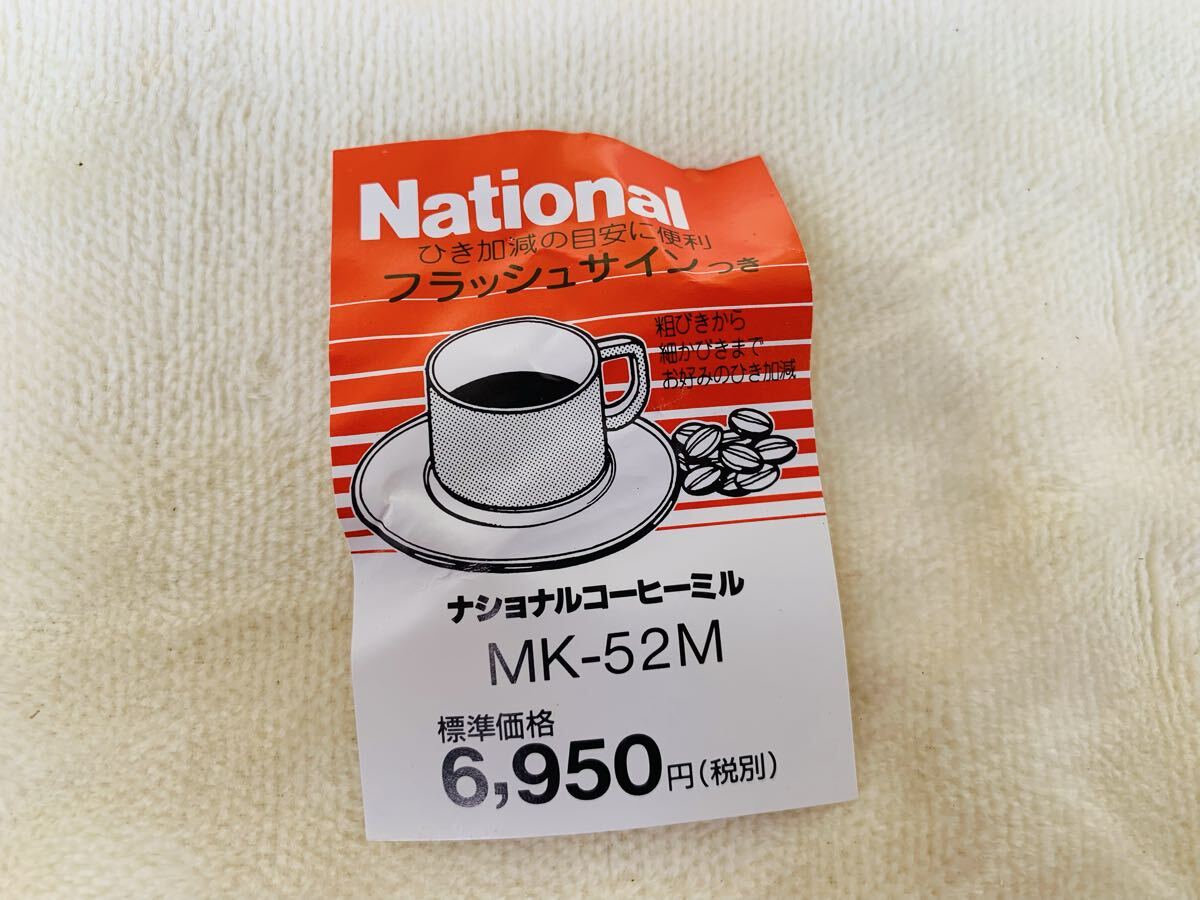 National
ひき加減の目安に便利
フラッシュサインつき
粗びきから
細かびきまで
お好みのひき加減
ナショナルコーヒーミル
MK-52M
標準価格
6,950円(税別)